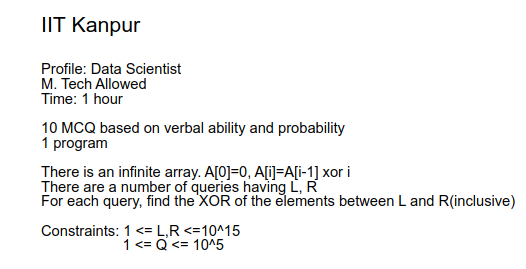 IIT Kanpur
Profile: Data Scientist
M. Tech Allowed
Time: 1 hour
10 MCQ based on verbal ability and probability
1 program
There is an infinite array. A[0]=0, A[i]=A[i-1] xor i
There are a number of queries having L, R
For each query, find the XOR of the elements between L and R(inclusive)
Constraints: 1 <= L,R <=10^15
1 <= Q <= 10^5